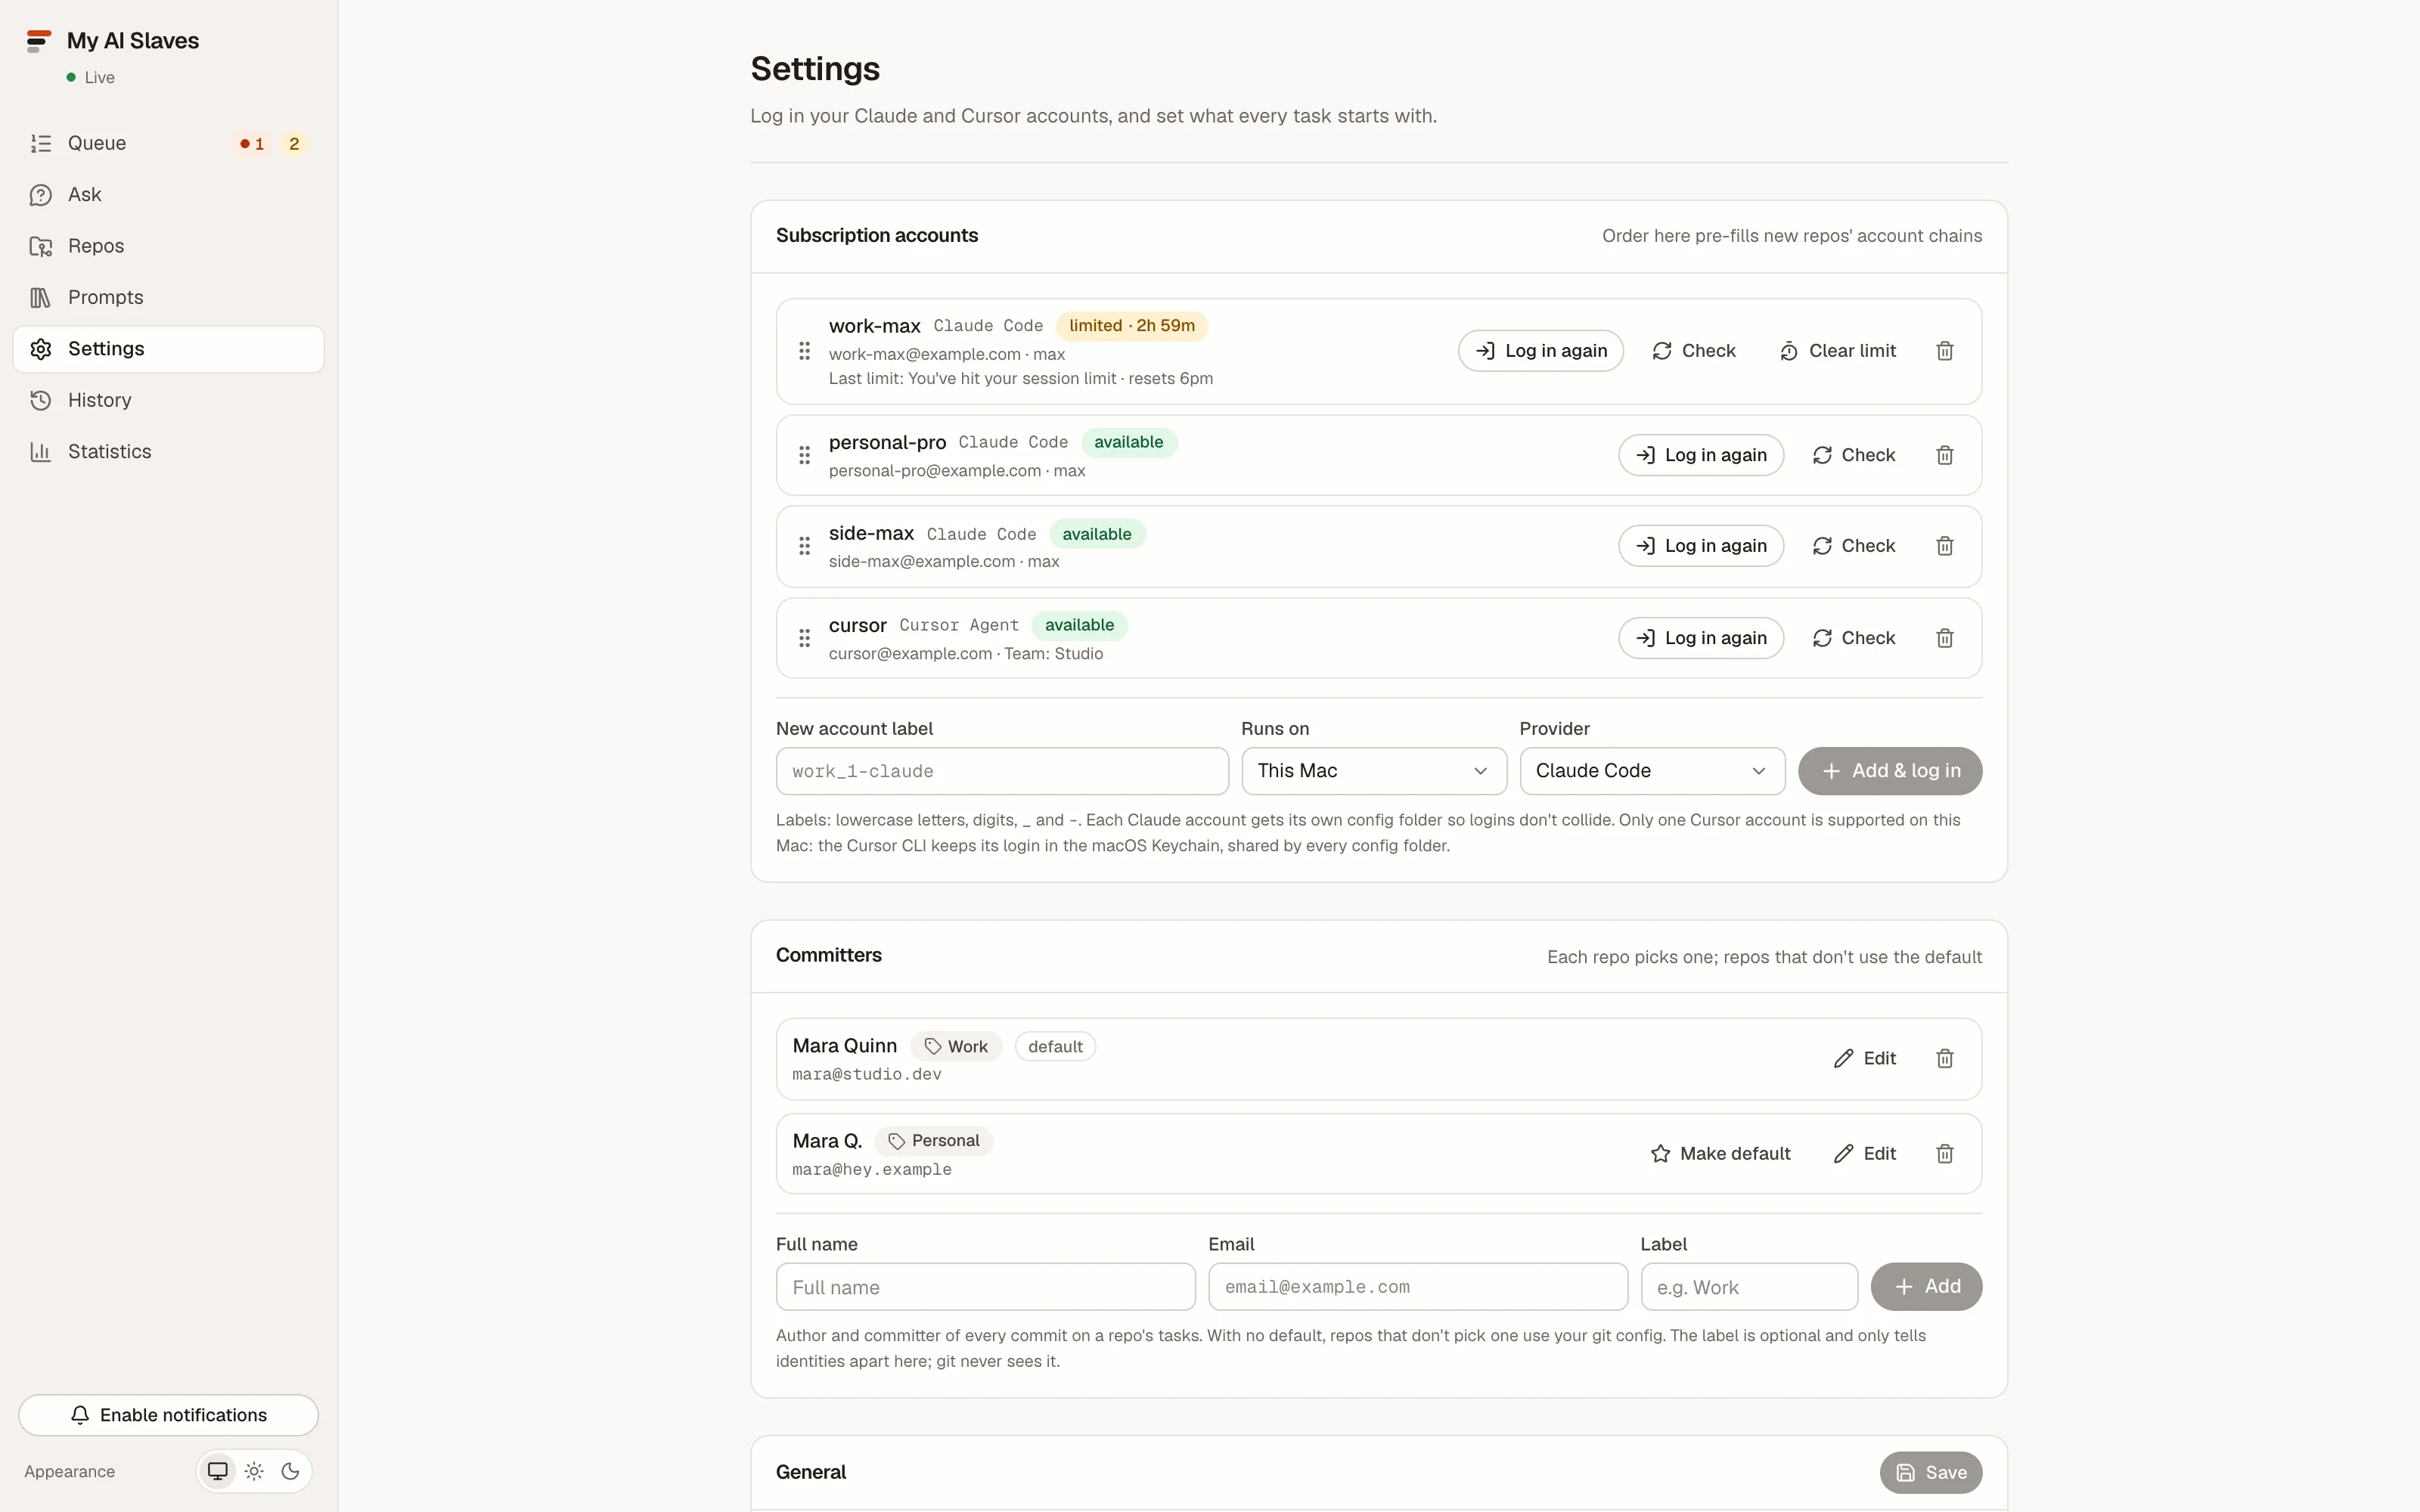 My AI Slaves
Live
Queue 1 2
Ask
Repos
Prompts
Settings
History
Statistics
Enable notifications
Appearance
Settings
Log in your Claude and Cursor accounts, and set what every task starts with.
Subscription accounts
Order here pre-fills new repos' account chains
work-max Claude Code limited · 2h 59m
work-max@example.com · max
Last limit: You've hit your session limit · resets 6pm
Log in again Check Clear limit
personal-pro Claude Code available
personal-pro@example.com · max
Log in again Check
side-max Claude Code available
side-max@example.com · max
Log in again Check
cursor Cursor Agent available
cursor@example.com · Team: Studio
Log in again Check
New account label Runs on Provider
work_1-claude This Mac Claude Code Add & log in
Labels: lowercase letters, digits, _ and -. Each Claude account gets its own config folder so logins don't collide. Only one Cursor account is supported on this
Mac: the Cursor CLI keeps its login in the macOS Keychain, shared by every config folder.
Committers
Each repo picks one; repos that don't use the default
Mara Quinn Work default
mara@studio.dev
Edit
Mara Q. Personal
mara@hey.example
Make default Edit
Full name Email Label
Full name email@example.com e.g. Work Add
Author and committer of every commit on a repo's tasks. With no default, repos that don't pick one use your git config. The label is optional and only tells
identities apart here; git never sees it.
General
Save